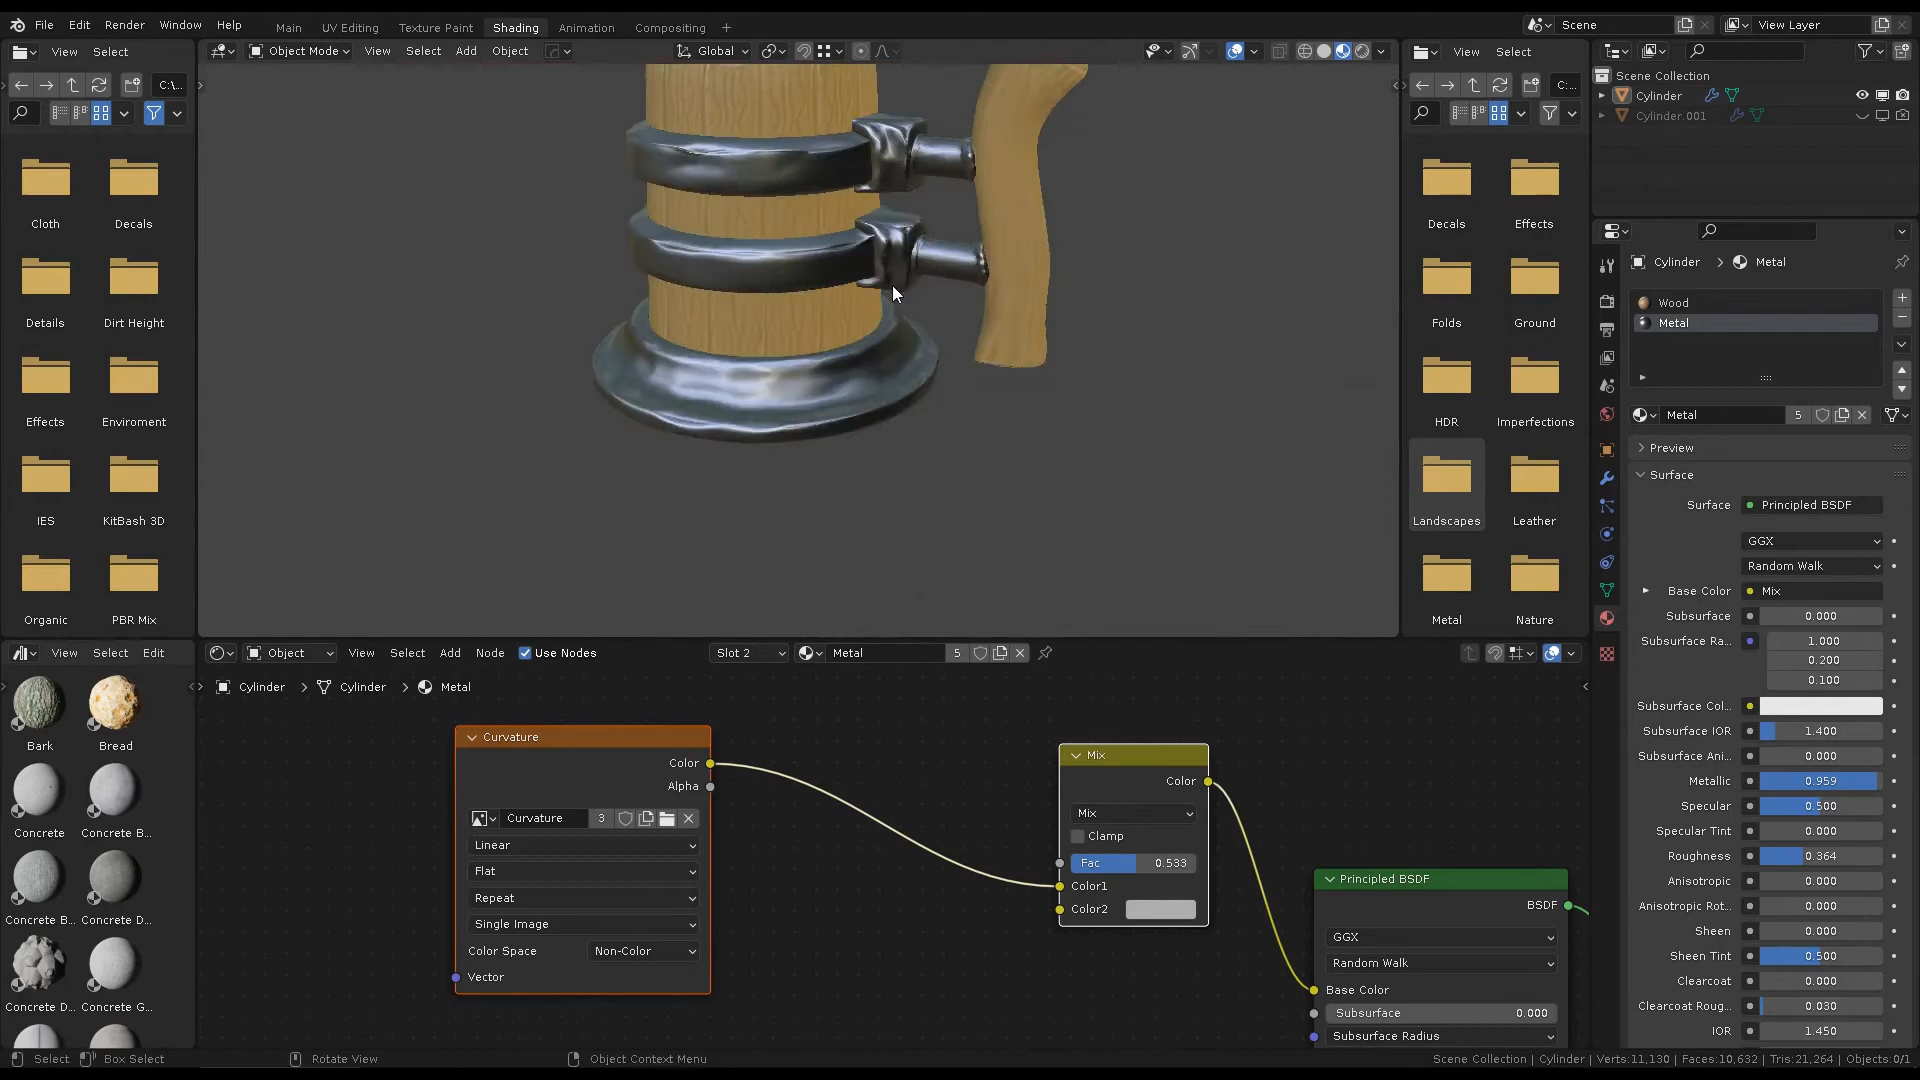 File Edit Render Window Help Main UV Editing Texture Paint Shading Animation Compositing + Scene View Layer
View Select Object Mode View Select Add Object Global View Select
C:\... C:...
Scene Collection
Cylinder
Cylinder.001
Cloth Decals Decals Effects
Cylinder > Metal
Wood
Metal
Details Dirt Height Folds Ground
Metal 5
Effects Enviroment HDR Imperfections
Preview
Surface
Surface Principled BSDF
IES KitBash 3D Landscapes Leather
GGX
Random Walk
Base Color Mix
Organic PBR Mix Metal Nature
Subsurface 0.000
Subsurface Ra... 1.000
0.200
0.100
View Select Edit Object View Select Add Node Use Nodes Slot 2 Metal 5
Cylinder > Cylinder > Metal
Subsurface Col...
Subsurface IOR 1.400
Subsurface Ani... 0.000
Metallic 0.959
Specular 0.500
Specular Tint 0.000
Roughness 0.364
Anisotropic 0.000
Anisotropic Rot... 0.000
Sheen 0.000
Sheen Tint 0.500
Clearcoat 0.000
Clearcoat Roug... 0.030
IOR 1.450
Bark Bread
Concrete Concrete B...
Concrete B... Concrete D...
Concrete D... Concrete G...
Curvature
Color
Alpha
Curvature 3
Linear
Flat
Repeat
Single Image
Color Space Non-Color
Vector
Mix
Color
Mix
Clamp
Fac 0.533
Color1
Color2
Principled BSDF
BSDF
GGX
Random Walk
Base Color
Subsurface 0.000
Subsurface Radius
Select Box Select Rotate View Object Context Menu Scene Collection | Cylinder | Verts:11,130 | Faces:10,632 | Tris:21,264 | Objects:0/1